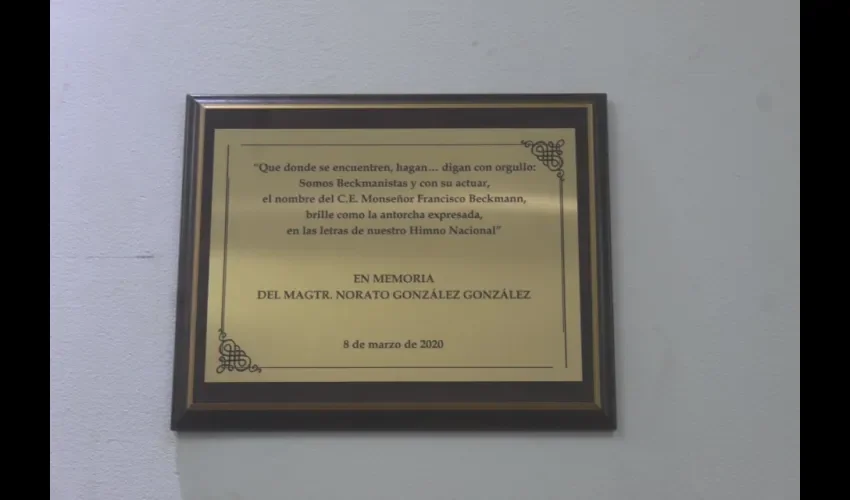 “Que donde se encuentren, hagan... digan con orgullo:
Somos Beckmanistas y con su actuar,
el nombre del C.E. Monseñor Francisco Beckmann,
brille como la antorcha expresada,
en las letras de nuestro Himno Nacional”
EN MEMORIA
DEL MAGTR. NORATO GONZÁLEZ GONZÁLEZ
8 de marzo de 2020